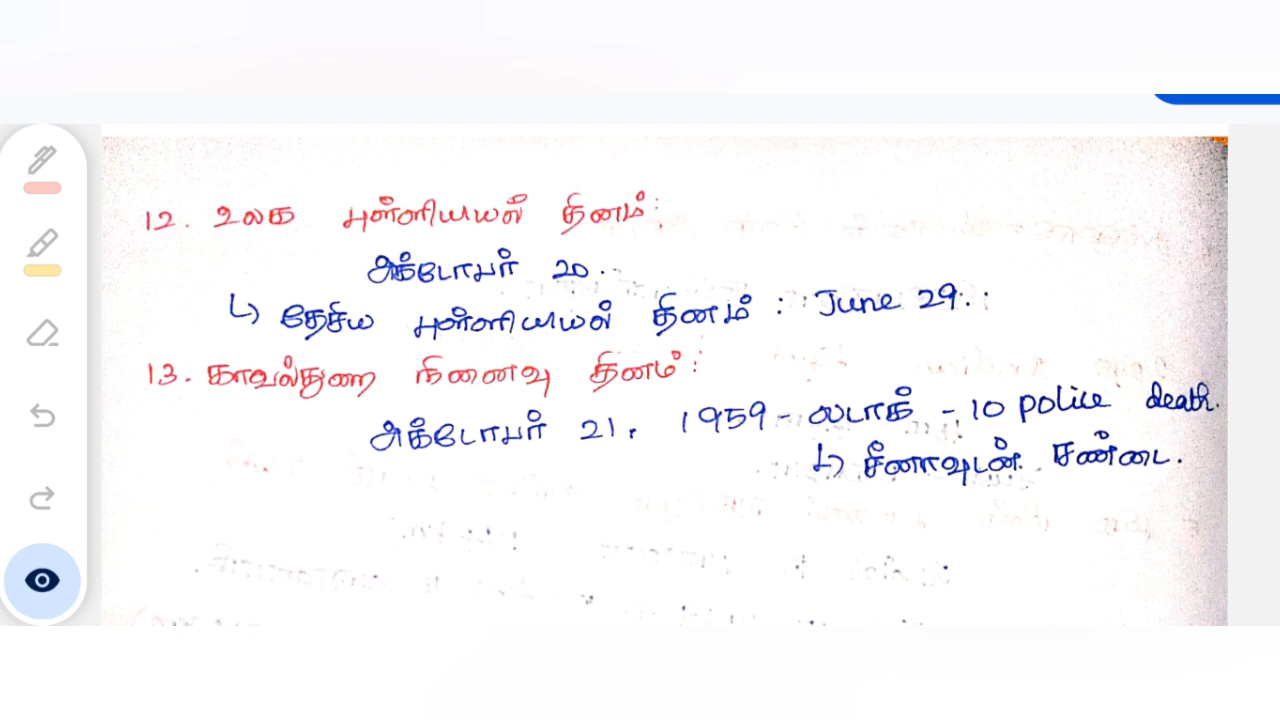 12. உலக புள்ளியியல் தினம் :
அக்டோபர் 20.
↳ தேசிய புள்ளியியல் தினம் : June 29.
13. காவல்துறை நினைவு தினம் :
அக்டோபர் 21, 1959 - லடாக் - 10 police death.
↳ சீனாவுடன் சண்டை.